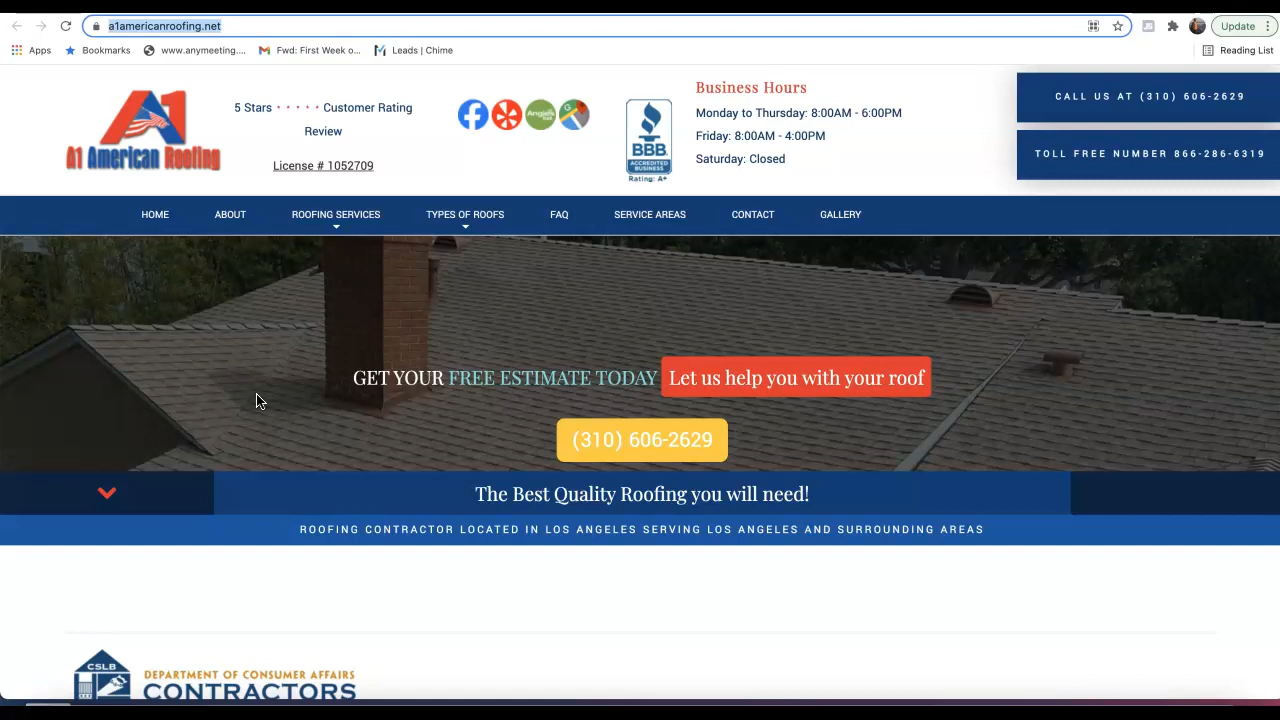 a1americanroofing.net
Update
Apps
Bookmarks
www.anymeeting....
Fwd: First Week o...
Leads | Chime
Reading List
A1
A1 American Roofing
5 Stars ★ ★ ★ ★ ★ Customer Rating
Review
License # 1052709
Angie's list
G
BBB
ACCREDITED
BUSINESS
Rating: A+
Business Hours
Monday to Thursday: 8:00AM - 6:00PM
Friday: 8:00AM - 4:00PM
Saturday: Closed
CALL US AT (310) 606-2629
TOLL FREE NUMBER 866-286-6319
HOME
ABOUT
ROOFING SERVICES
TYPES OF ROOFS
FAQ
SERVICE AREAS
CONTACT
GALLERY
GET YOUR FREE ESTIMATE TODAY Let us help you with your roof
(310) 606-2629
The Best Quality Roofing you will need!
ROOFING CONTRACTOR LOCATED IN LOS ANGELES SERVING LOS ANGELES AND SURROUNDING AREAS
CSLB
DEPARTMENT OF CONSUMER AFFAIRS
CONTRACTORS